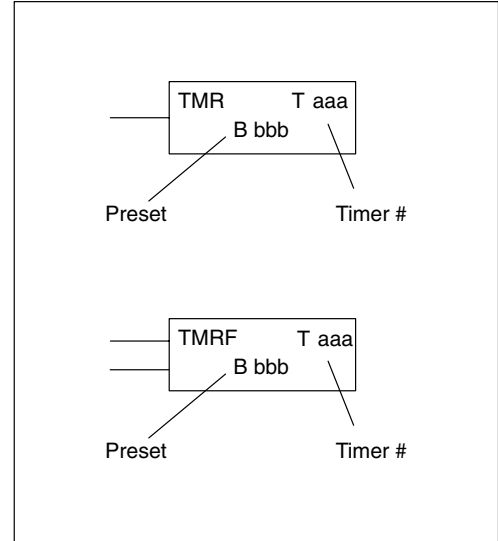 TMR T aaa
B bbb
Preset Timer #
TMRF T aaa
B bbb
Preset Timer #